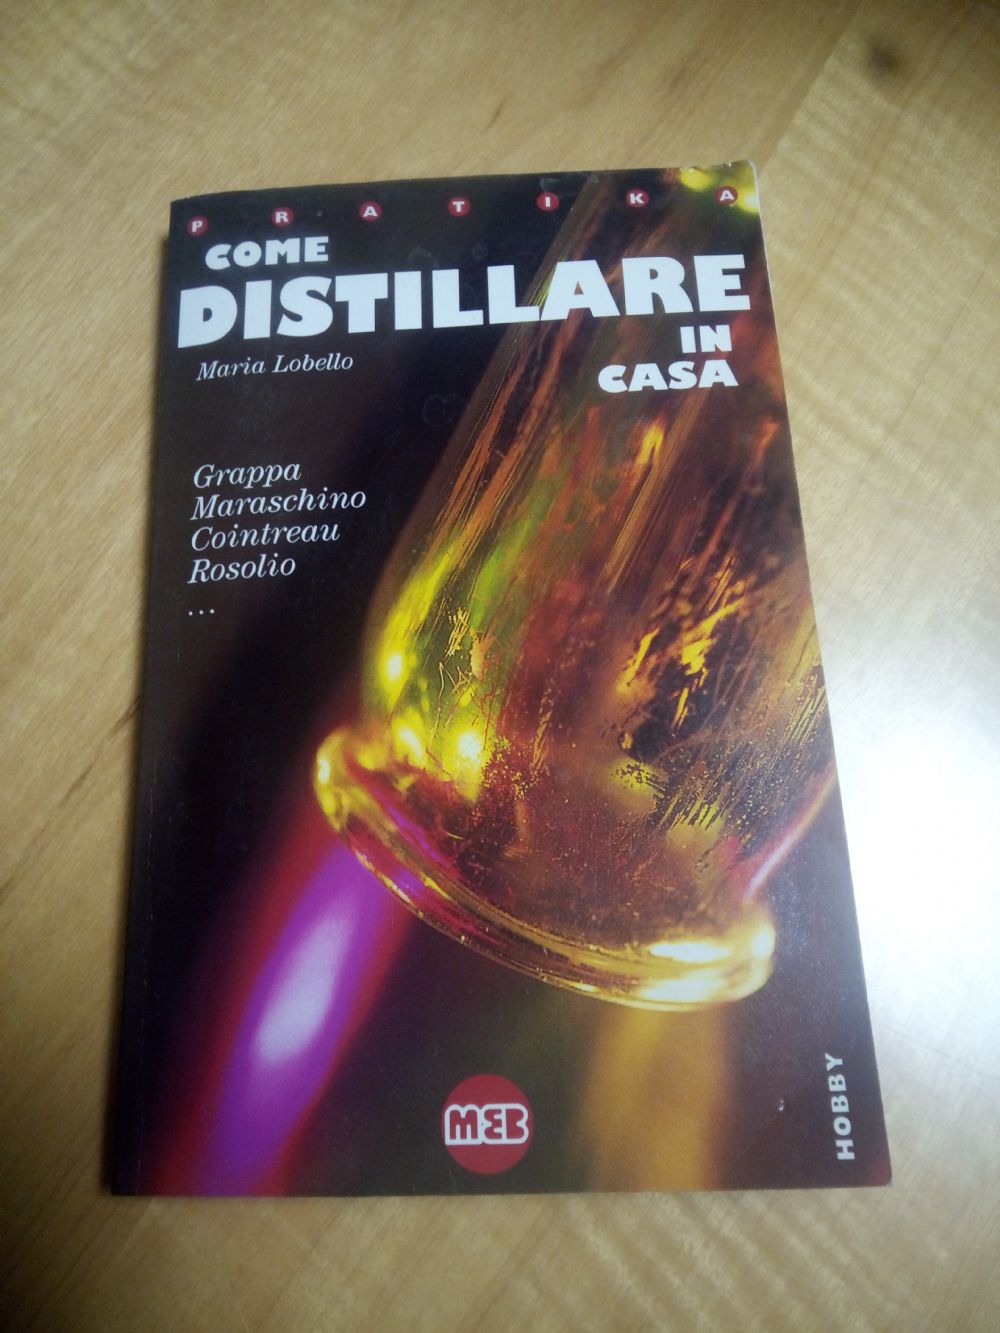 PRATIKA
COME
DISTILLARE
IN
CASA
Maria Lobello
Grappa
Maraschino
Cointreau
Rosolio
...
MEB
HOBBY